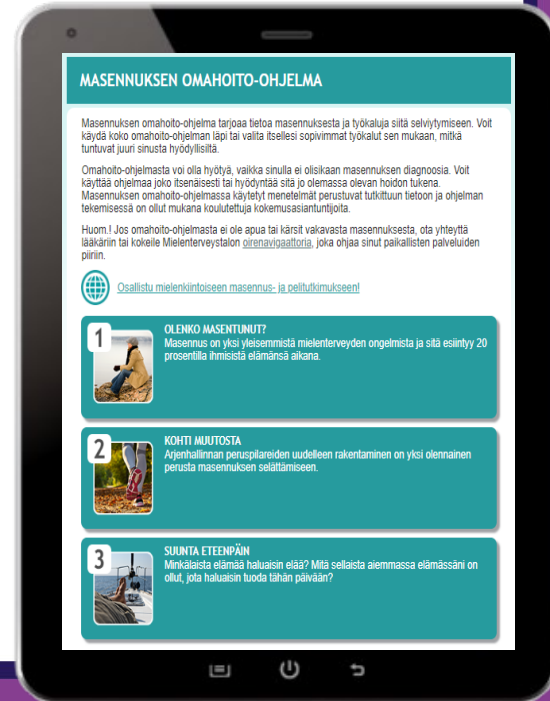 MASENNUKSEN OMAHOITO-OHJELMA
Masennuksen omahoito-ohjelma tarjoaa tietoa masennuksesta ja työkaluja siitä selviytymiseen. Voit
käydä koko omahoito-ohjelman läpi tai valita itsellesi sopivimmat työkalut sen mukaan, mitkä
tuntuvat juuri sinusta hyödyllisiltä.
Omahoito-ohjelmasta voi olla hyötyä, vaikka sinulla ei olisikaan masennuksen diagnoosia. Voit
käyttää ohjelmaa joko itsenäisesti tai hyödyntää sitä jo olemassa olevan hoidon tukena.
Masennuksen omahoito-ohjelmassa käytetyt menetelmät perustuvat tutkittuun tietoon ja ohjelman
tekemisessä on ollut mukana koulutettuja kokemusasiantuntijoita.
Huom.! Jos omahoito-ohjelmasta ei ole apua tai kärsit vakavasta masennuksesta, ota yhteyttä
lääkäriin tai kokeile Mielenterveystalon oirenavigaattoria, joka ohjaa sinut paikallisten palveluiden
piiriin.
Osallistu mielenkiintoiseen masennus- ja pelitutkimukseen!
1
OLENKO MASENTUNUT?
Masennus on yksi yleisemmistä mielenterveyden ongelmista ja sitä esiintyy 20
prosentilla ihmisistä elämänsä aikana.
2
KOHTI MUUTOSTA
Arjenhallinnan peruspilareiden uudelleen rakentaminen on yksi olennainen
perusta masennuksen selättämiseen.
3
SUUNTA ETEENPÄIN
Minkälaista elämää haluaisin elää? Mitä sellaista aiemmassa elämässäni on
ollut, jota haluaisin tuoda tähän päivään?